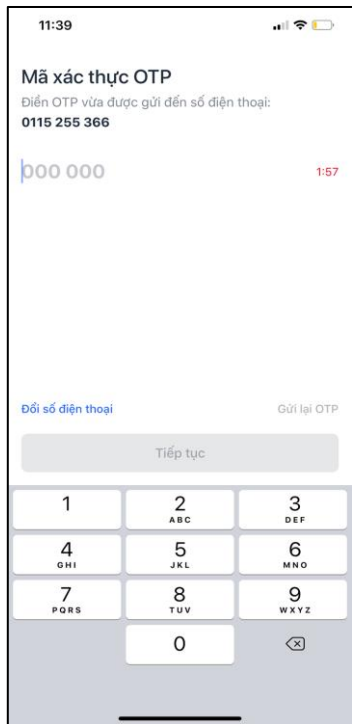 11:39
Mã xác thực OTP
Điền OTP vừa được gửi đến số điện thoại:
0115 255 366
000 000
1:57
Đổi số điện thoại
Gửi lại OTP
Tiếp tục
1
2
ABC
3
DEF
4
GHI
5
JKL
6
MNO
7
PQRS
8
TUV
9
WXYZ
0